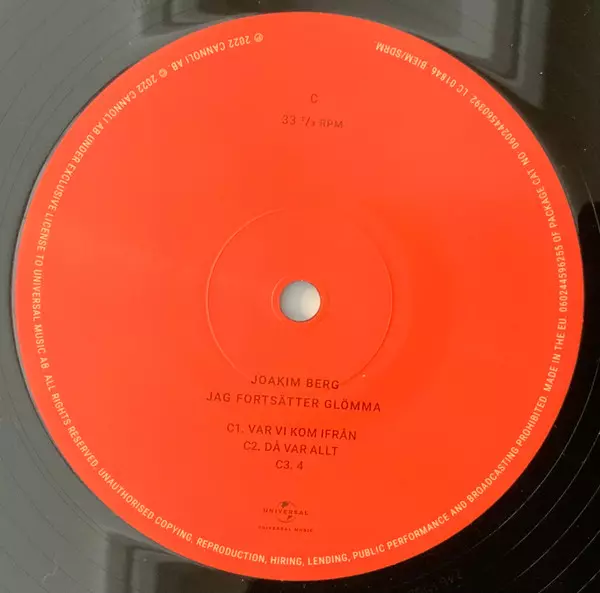 C
33 ¹/₃ RPM
JOAKIM BERG
JAG FORTSÄTTER GLÖMMA
C1. VAR VI KOM IFRÅN
C2. DÅ VAR ALLT
C3. 4
UNIVERSAL
UNIVERSAL MUSIC
℗ 2022 CANNOLI AB © 2022 CANNOLI AB UNDER EXCLUSIVE LICENSE TO UNIVERSAL MUSIC AB. ALL RIGHTS RESERVED. UNAUTHORISED COPYING, REPRODUCTION, HIRING, LENDING, PUBLIC PERFORMANCE AND BROADCASTING PROHIBITED. MADE IN THE EU. 060244596255 OF PACKAGE CAT NO 06024450392 LC 01846 BIEM/SDRM